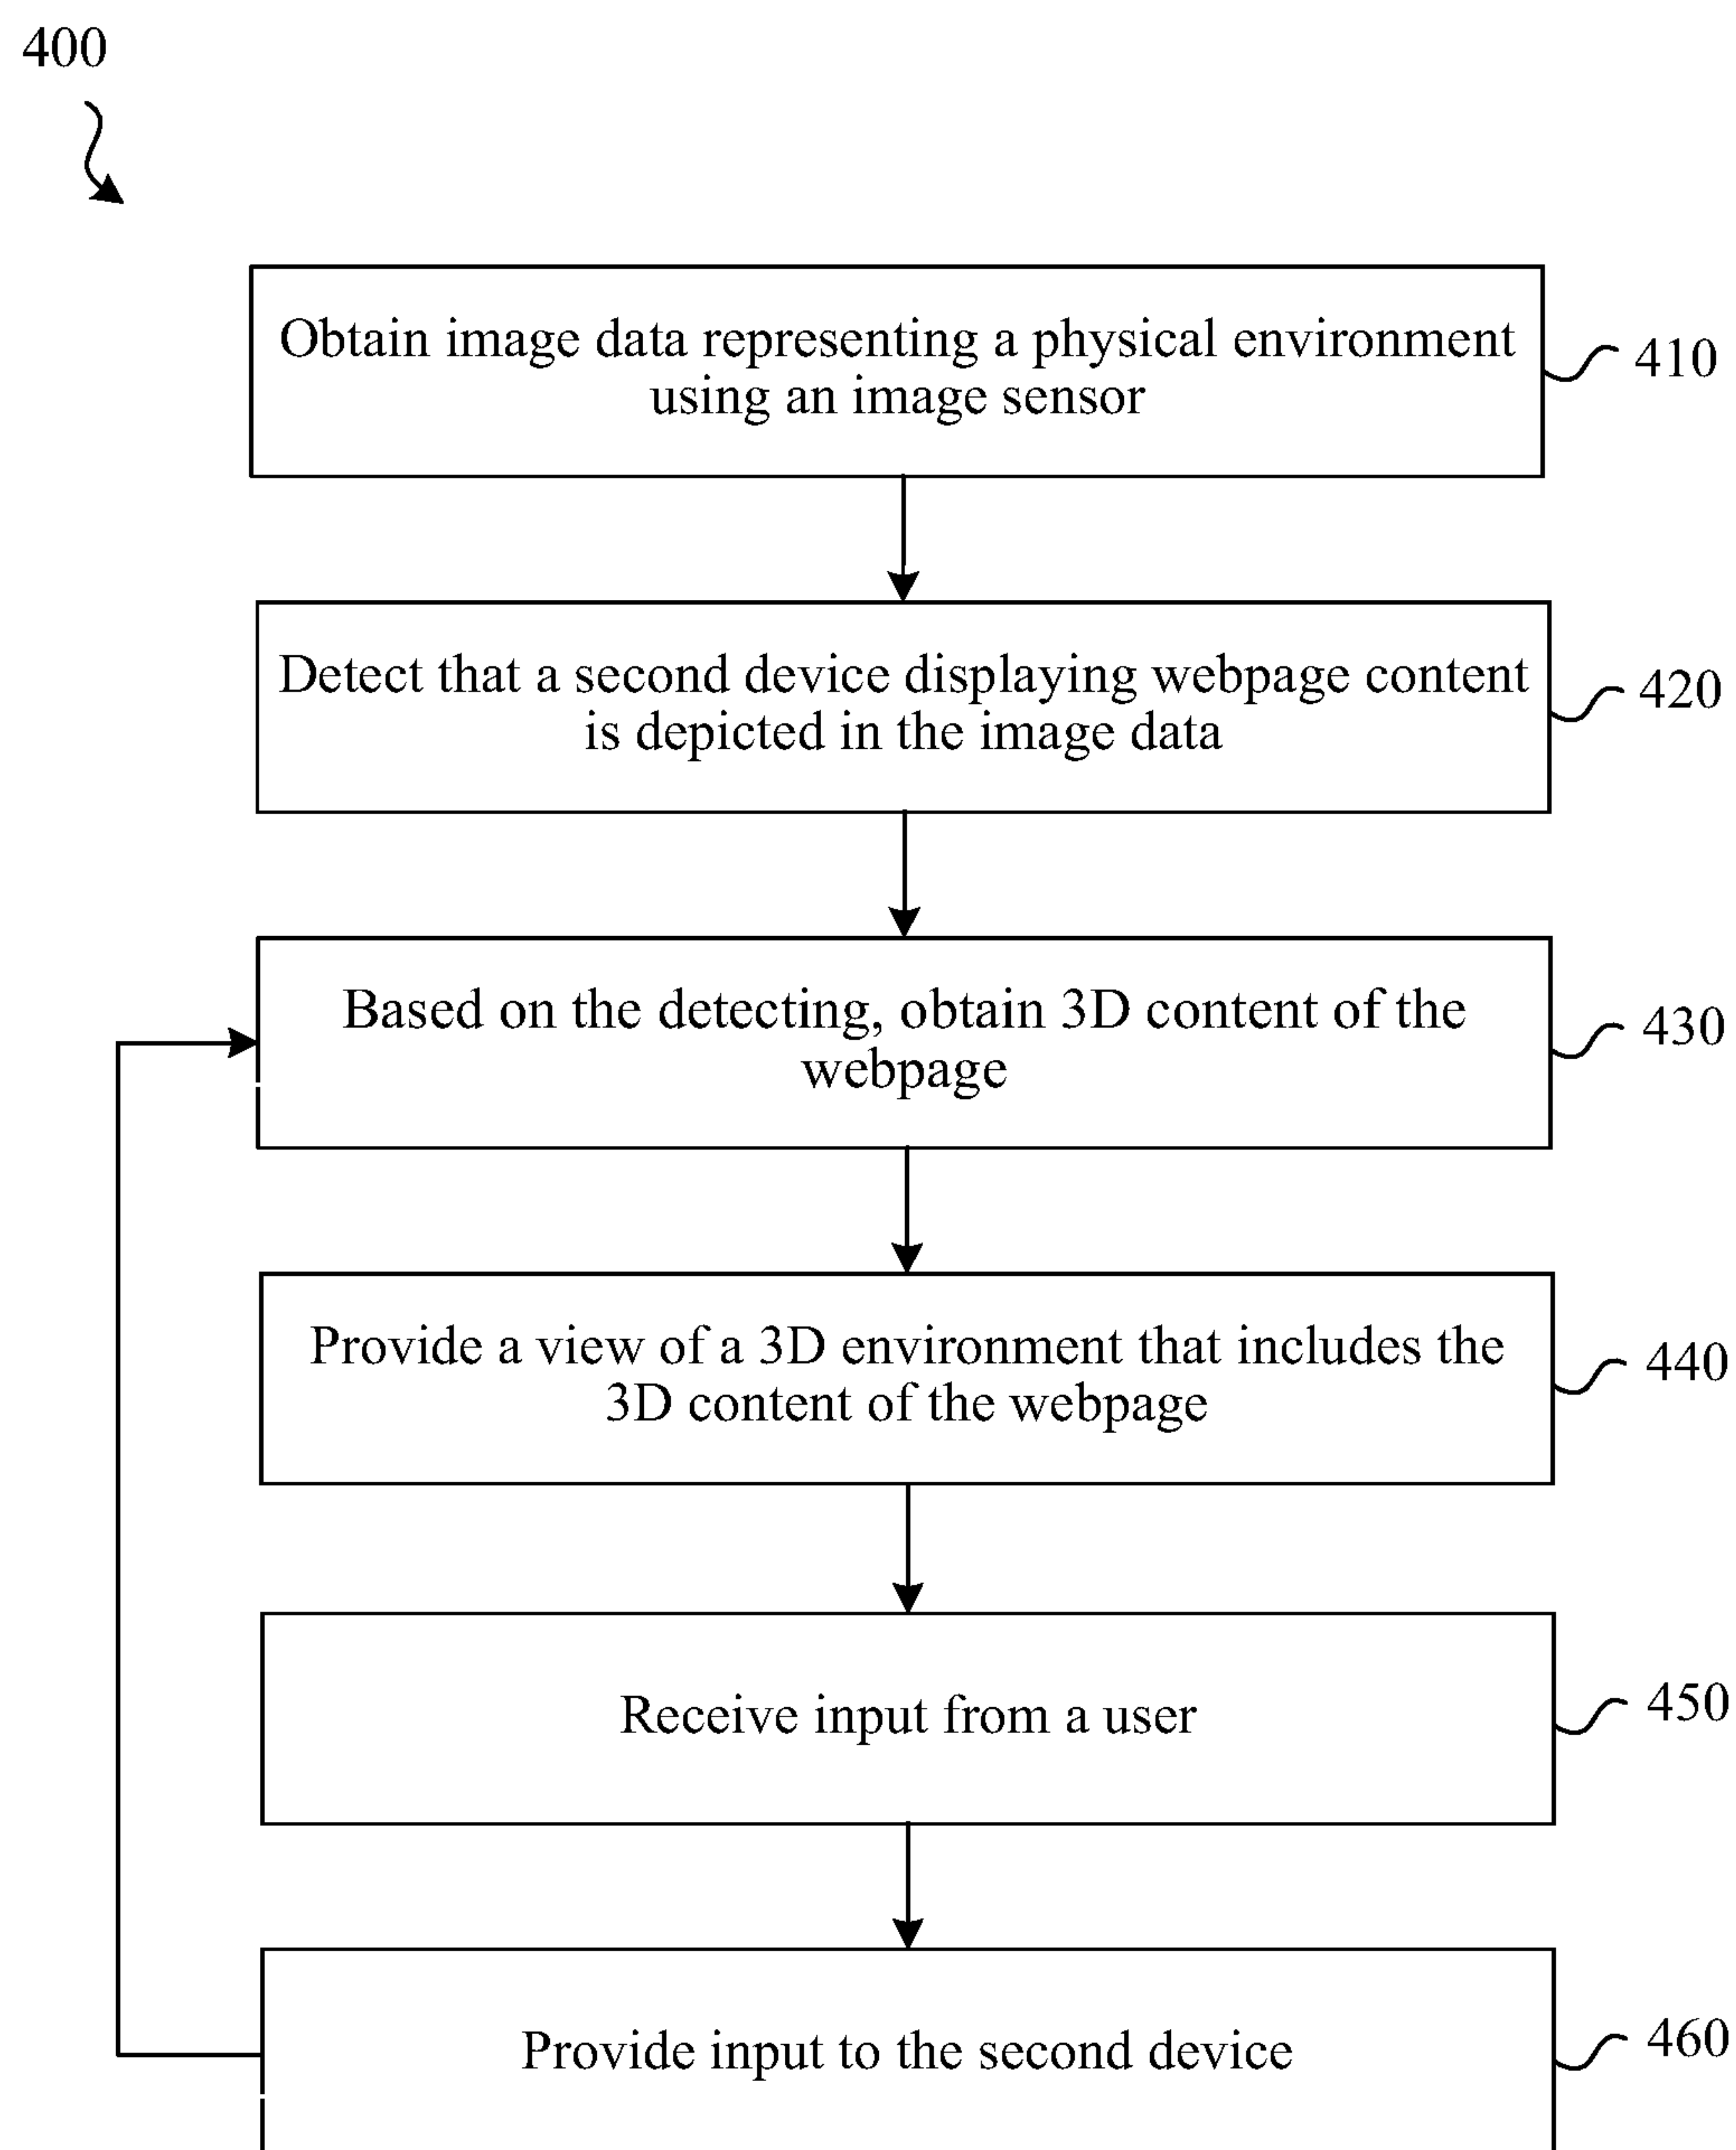 400
Obtain image data representing a physical environment
using an image sensor
410
Detect that a second device displaying webpage content
is depicted in the image data
420
Based on the detecting, obtain 3D content of the
webpage
430
Provide a view of a 3D environment that includes the
3D content of the webpage
440
Receive input from a user
450
Provide input to the second device
460